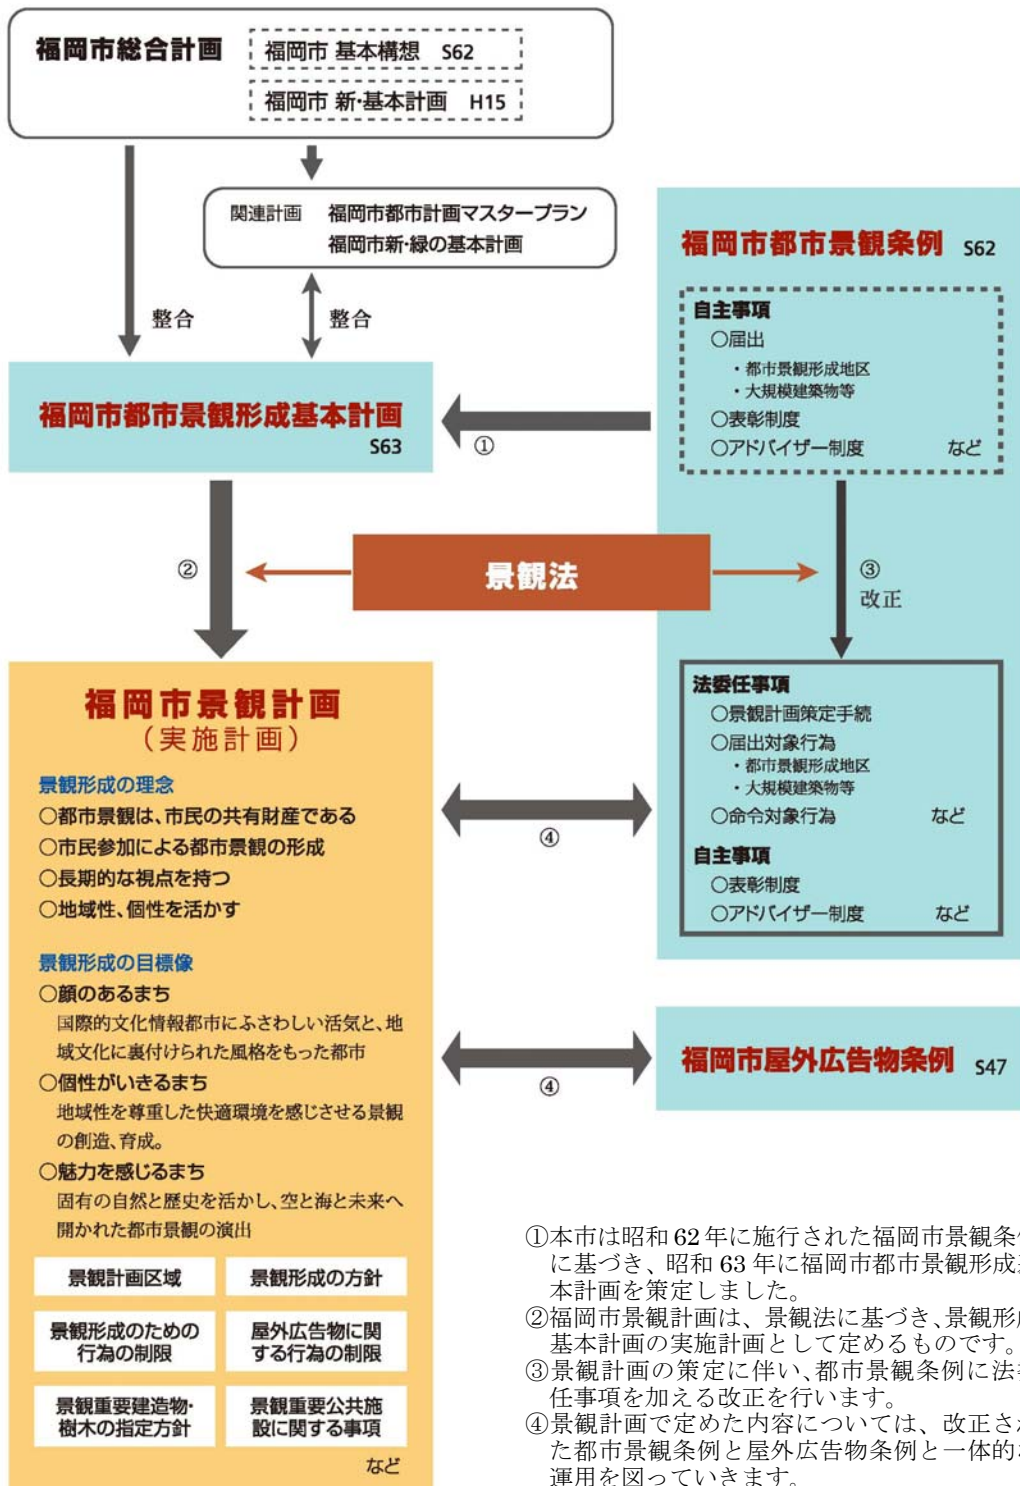 福岡市総合計画
福岡市 基本構想 S62
福岡市 新・基本計画 H15
関連計画 福岡市都市計画マスタープラン
福岡市新・緑の基本計画
整合
整合
福岡市都市景観形成基本計画
S63
①
福岡市都市景観条例 S62
自主事項
○届出
・都市景観形成地区
・大規模建築物等
○表彰制度
○アドバイザー制度 など
②
景観法
③
改正
福岡市景観計画
（実施計画）
景観形成の理念
○都市景観は、市民の共有財産である
○市民参加による都市景観の形成
○長期的な視点を持つ
○地域性、個性を活かす
景観形成の目標像
○顔のあるまち
国際的文化情報都市にふさわしい活気と、地
域文化に裏付けられた風格をもった都市
○個性がいきるまち
地域性を尊重した快適環境を感じさせる景観
の創造、育成。
○魅力を感じるまち
固有の自然と歴史を活かし、空と海と未来へ
開かれた都市景観の演出
景観計画区域
景観形成の方針
景観形成のための
行為の制限
屋外広告物に関
する行為の制限
景観重要建造物・
樹木の指定方針
景観重要公共施
設に関する事項
など
④
法委任事項
○景観計画策定手続
○届出対象行為
・都市景観形成地区
・大規模建築物等
○命令対象行為 など
自主事項
○表彰制度
○アドバイザー制度 など
④
福岡市屋外広告物条例 S47
①本市は昭和 62 年に施行された福岡市景観条
に基づき、昭和 63 年に福岡市都市景観形成
本計画を策定しました。
②福岡市景観計画は、景観法に基づき、景観形
基本計画の実施計画として定めるものです。
③景観計画の策定に伴い、都市景観条例に法
任事項を加える改正を行います。
④景観計画で定めた内容については、改正さ
た都市景観条例と屋外広告物条例と一体的
運用を図っていきます。